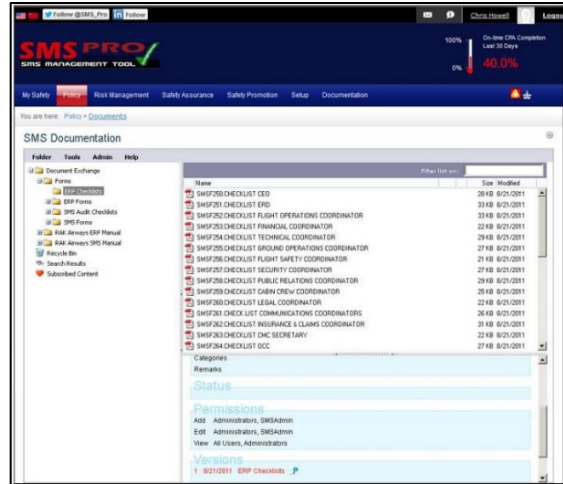 Follow @SMS_Pro in Follow Chris Howell Logout
SMS PRO
SMS MANAGEMENT TOOL
100% On-time CPA Completion
Last 30 Days
0% 40.0%
My Safety Policy Risk Management Safety Assurance Safety Promotion Setup Documentation
You are here: Policy > Documents
SMS Documentation
Folder Tools Admin Help
Document Exchange
Forms
ERP Checklists
ERP Forms
SMS Audit Checklists
SMS Forms
RAK Airways ERP Manual
RAK Airways SMS Manual
Recycle Bin
Search Results
Subscribed Content
Filter list on:
Name Size Modified
SMSF250.CHECKLIST CEO 28 KB 8/21/2011
SMSF251.CHECKLIST ERD 33 KB 8/21/2011
SMSF252.CHECKLIST FLIGHT OPERATIONS COORDINATOR 33 KB 8/21/2011
SMSF253.CHECKLIST FINANCIAL COORDINATOR 22 KB 8/21/2011
SMSF254.CHECKLIST TECHNICAL COORDINATOR 29 KB 8/21/2011
SMSF255.CHECKLIST GROUND OPERATIONS COORDINATOR 27 KB 8/21/2011
SMSF256.CHECKLIST FLIGHT SAFETY COORDINATOR 21 KB 8/21/2011
SMSF257.CHECKLIST SECURITY COORDINATOR 27 KB 8/21/2011
SMSF258.CHECKLIST PUBLIC RELATIONS COORDINATOR 29 KB 8/21/2011
SMSF259.CHECKLIST CABIN CREW COORDINATOR 25 KB 8/21/2011
SMSF260.CHECKLIST LEGAL COORDINATOR 22 KB 8/21/2011
SMSF261.CHECK LIST COMMUNICATIONS COORDINATORS 26 KB 8/21/2011
SMSF262.CHECKLIST INSURANCE & CLAIMS COORDINATOR 31 KB 8/21/2011
SMSF263.CHECKLIST CMC SECRETARY 22 KB 8/21/2011
SMSF264.CHECKLIST OCC 27 KB 8/21/2011
Categories
Remarks
Status
Permissions
Add Administrators, SMSAdmin
Edit Administrators, SMSAdmin
View All Users, Administrators
Versions
1 8/21/2011 ERP Checklists